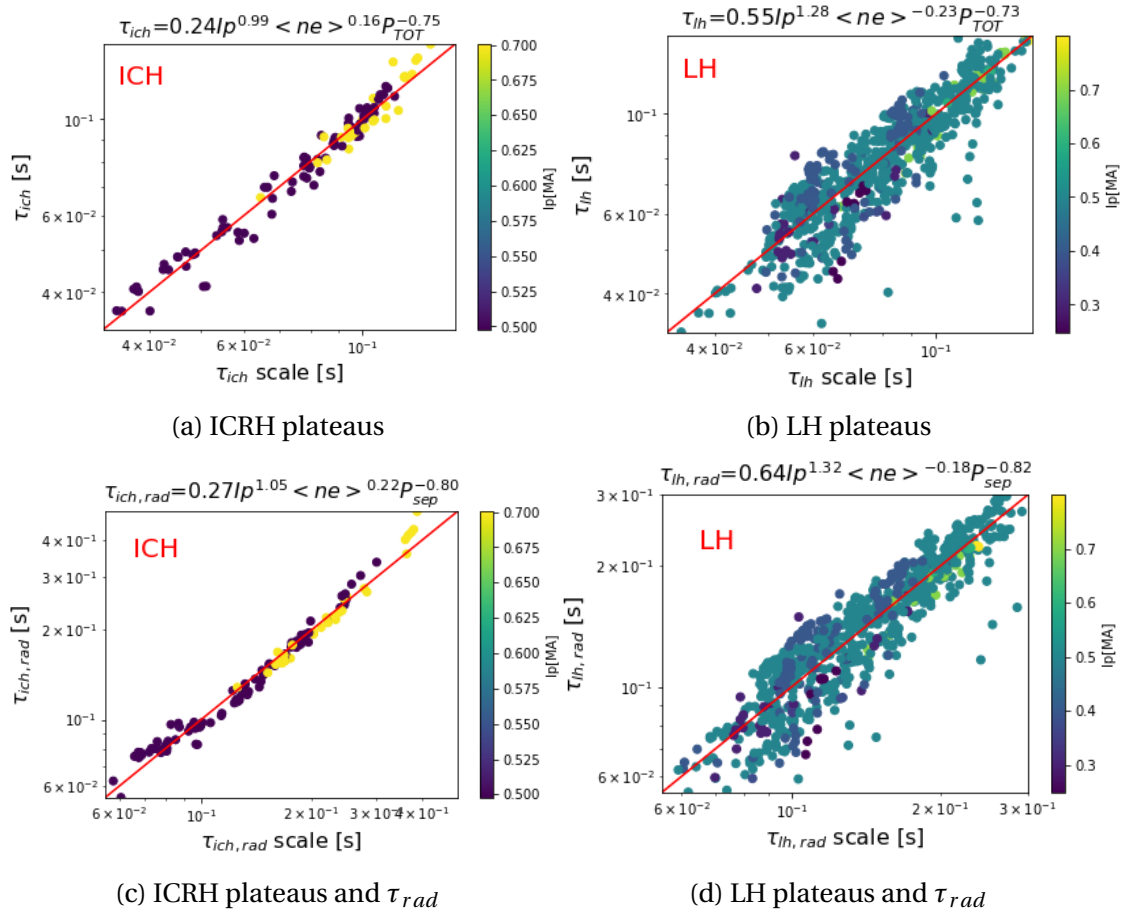 τ_ich=0.24Ip^0.99 < ne > ^0.16 P_TOT^−0.75
ICH
10^−1
6 × 10^−2
4 × 10^−2
τ_ich [s]
4 × 10^−2
6 × 10^−2
10^−1
τ_ich scale [s]
0.700
0.675
0.650
0.625
0.600
0.575
0.550
0.525
0.500
Ip[MA]
(a) ICRH plateaus
τ_lh=0.55Ip^1.28 < ne > ^−0.23 P_TOT^−0.73
LH
10^−1
6 × 10^−2
4 × 10^−2
τ_lh [s]
4 × 10^−2
6 × 10^−2
10^−1
τ_lh scale [s]
0.7
0.6
0.5
0.4
0.3
Ip[MA]
(b) LH plateaus
τ_ich,rad=0.27Ip^1.05 < ne > ^0.22 P_sep^−0.80
ICH
4 × 10^−1
3 × 10^−1
2 × 10^−1
10^−1
6 × 10^−2
τ_ich,rad [s]
6 × 10^−2
10^−1
2 × 10^−1
3 × 10^−1
4 × 10^−1
τ_ich,rad scale [s]
0.700
0.675
0.650
0.625
0.600
0.575
0.550
0.525
0.500
Ip[MA]
(c) ICRH plateaus and τ_rad
τ_lh,rad=0.64Ip^1.32 < ne > ^−0.18 P_sep^−0.82
LH
3 × 10^−1
2 × 10^−1
10^−1
6 × 10^−2
τ_lh,rad [s]
6 × 10^−2
10^−1
2 × 10^−1
3 × 10^−1
τ_lh,rad scale [s]
0.7
0.6
0.5
0.4
0.3
Ip[MA]
(d) LH plateaus and τ_rad